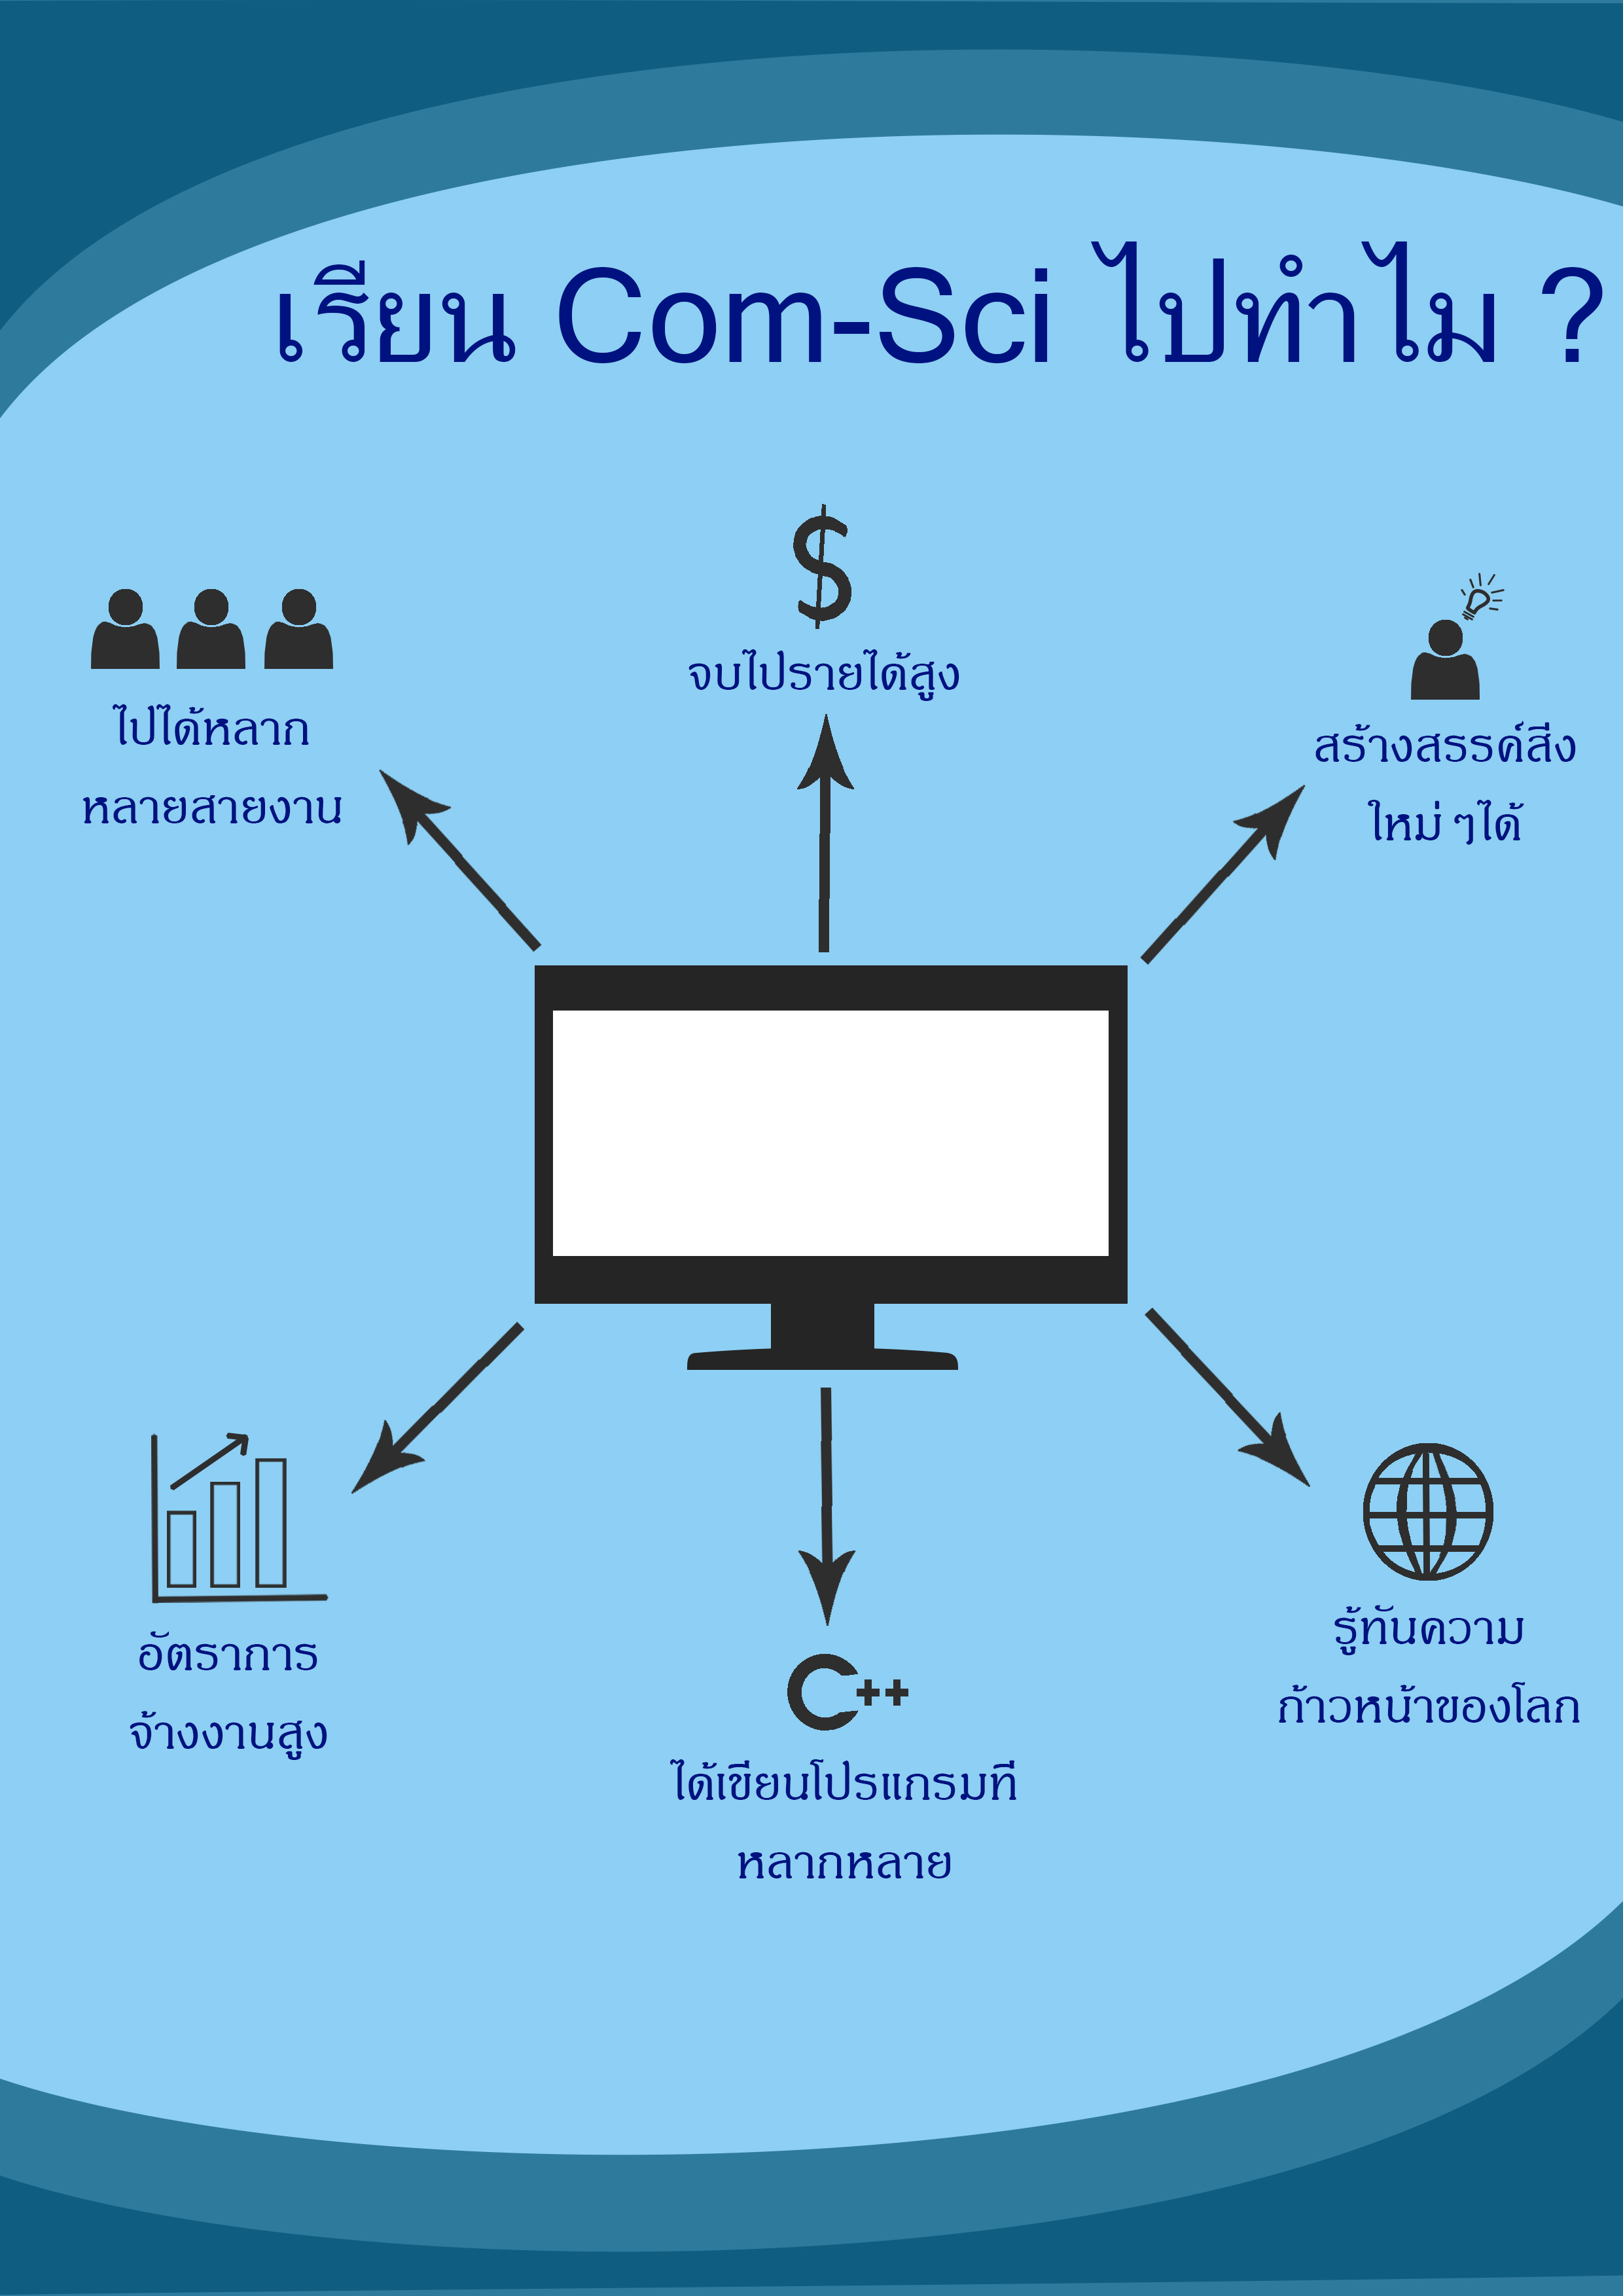 เรียน Com-Sci ไปทำไม ?
$
จบไปรายได้สูง
ไปได้หลาก
หลายสายงาน
สร้างสรรค์สิ่ง
ใหม่ ๆได้
อัตราการ
จ้างงานสูง
C++
ได้เขียนโปรแกรมที่
หลากหลาย
รู้ทันความ
ก้าวหน้าของโลก